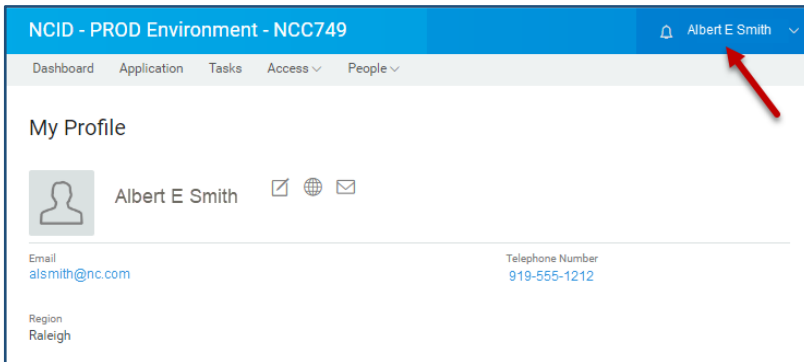 NCID - PROD Environment - NCC749
Albert E Smith
Dashboard Application Tasks Access People
My Profile
Albert E Smith
Email
alsmith@nc.com
Telephone Number
919-555-1212
Region
Raleigh